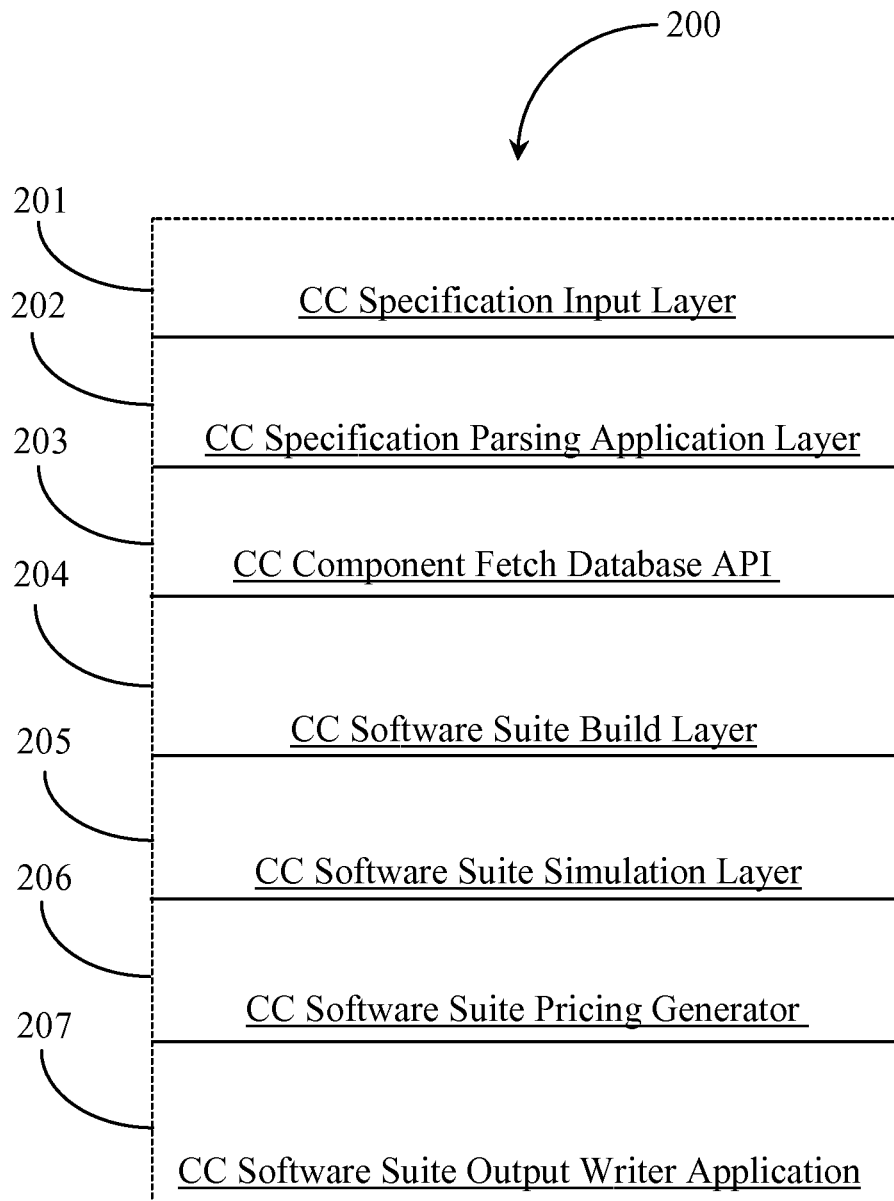 200
201
CC Specification Input Layer
202
CC Specification Parsing Application Layer
203
CC Component Fetch Database API
204
CC Software Suite Build Layer
205
CC Software Suite Simulation Layer
206
CC Software Suite Pricing Generator
207
CC Software Suite Output Writer Application